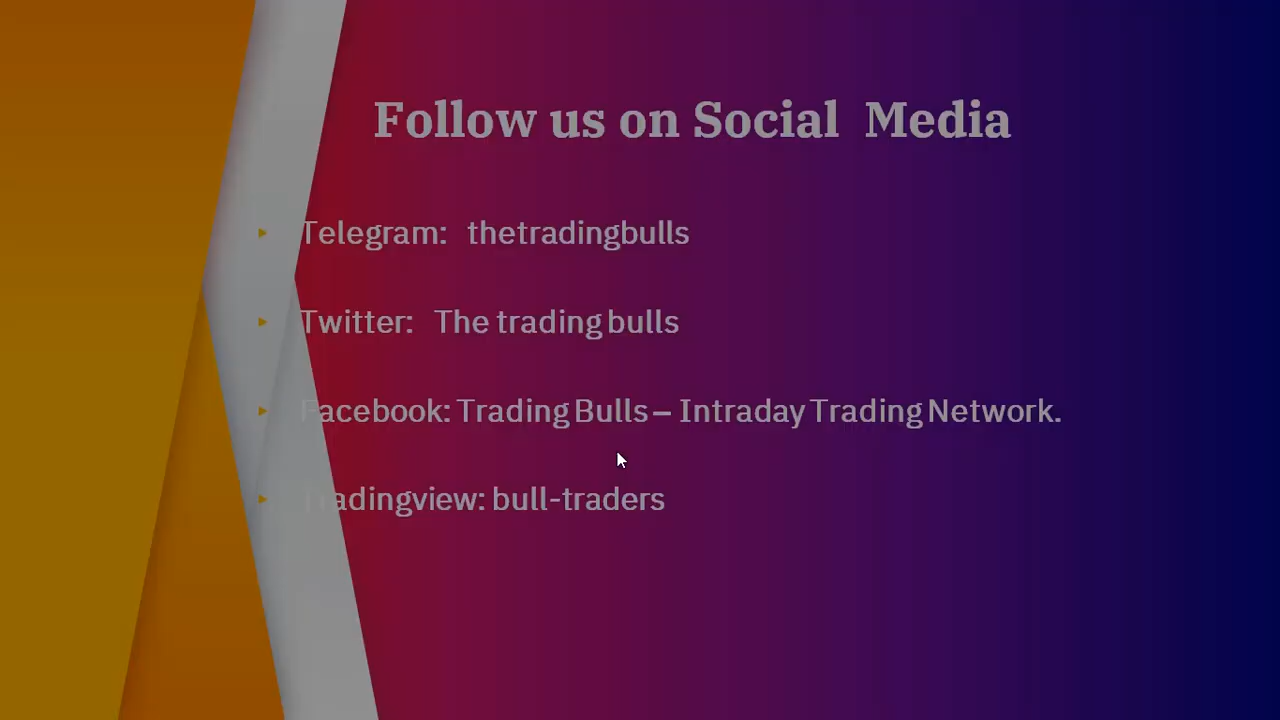 Follow us on Social Media
Telegram: thetradingbulls
Twitter: The trading bulls
Facebook: Trading Bulls – Intraday Trading Network.
Tradingview: bull-traders